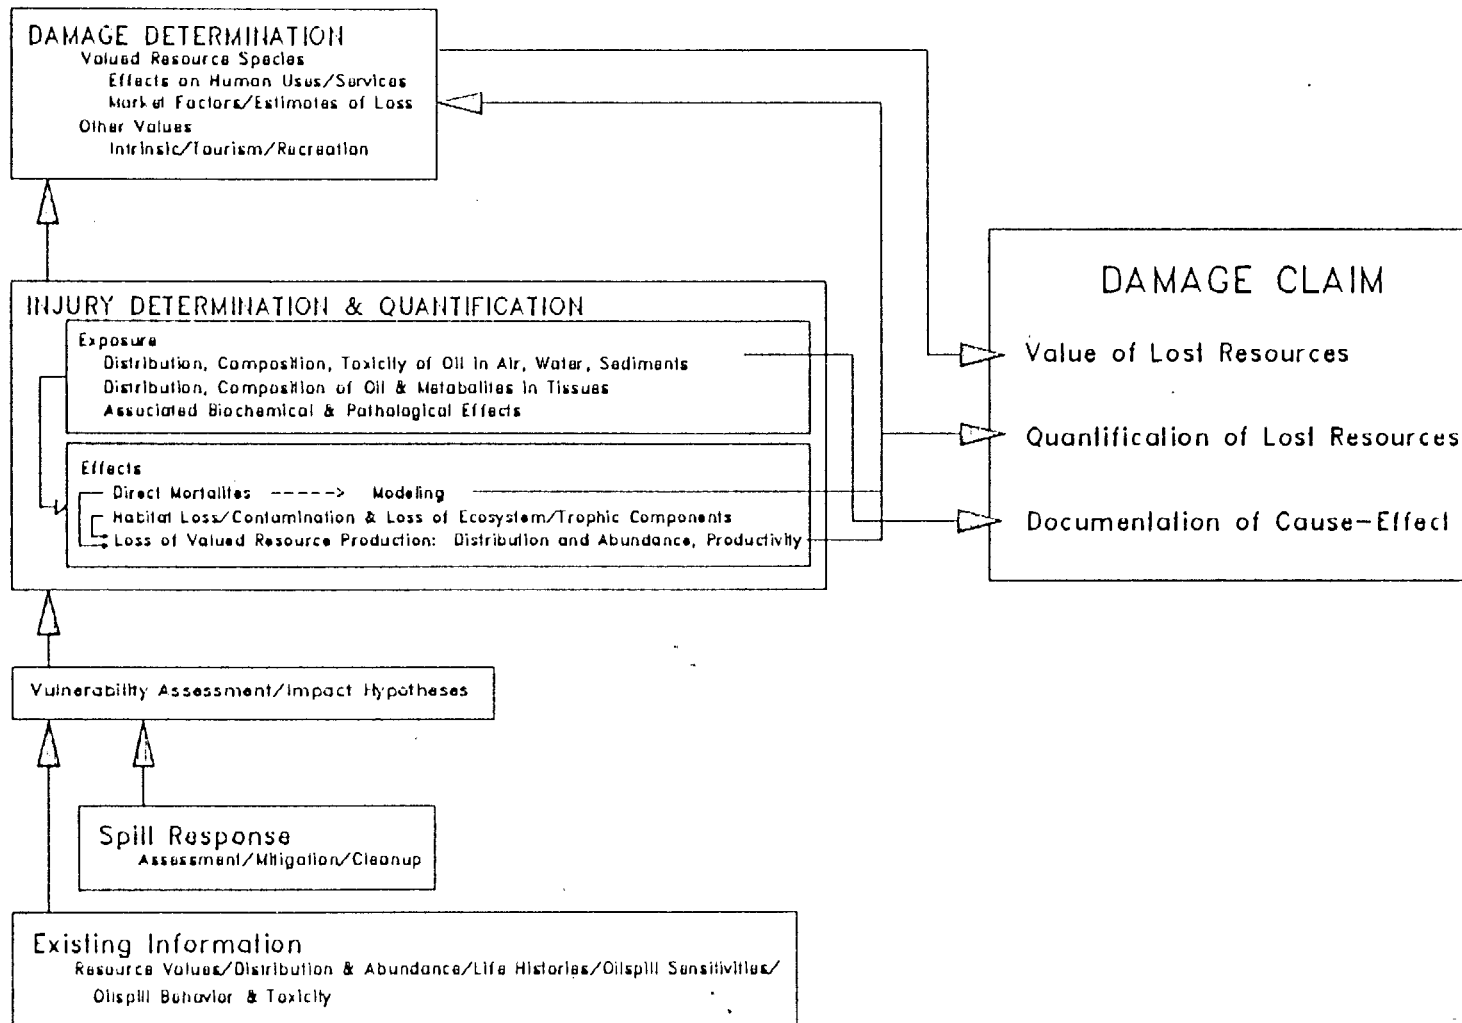 DAMAGE DETERMINATION
Valued Resource Species
Effects on Human Uses/Services
Market Factors/Estimates of Loss
Other Values
Intrinsic/Tourism/Recreation
INJURY DETERMINATION & QUANTIFICATION
Exposure
Distribution, Composition, Toxicity of Oil in Air, Water, Sediments
Distribution, Composition of Oil & Metabolites in Tissues
Associated Biochemical & Pathological Effects
Effects
Direct Mortalites -----> Modeling
Habitat Loss/Contamination & Loss of Ecosystem/Trophic Components
Loss of Valued Resource Production: Distribution and Abundance, Productivity
DAMAGE CLAIM
Value of Lost Resources
Quantification of Lost Resources
Documentation of Cause-Effect
Vulnerability Assessment/Impact Hypotheses
Spill Response
Assessment/Mitigation/Cleanup
Existing Information
Resource Values/Distribution & Abundance/Life Histories/Oilspill Sensitivities/
Oilspill Behavior & Toxicity